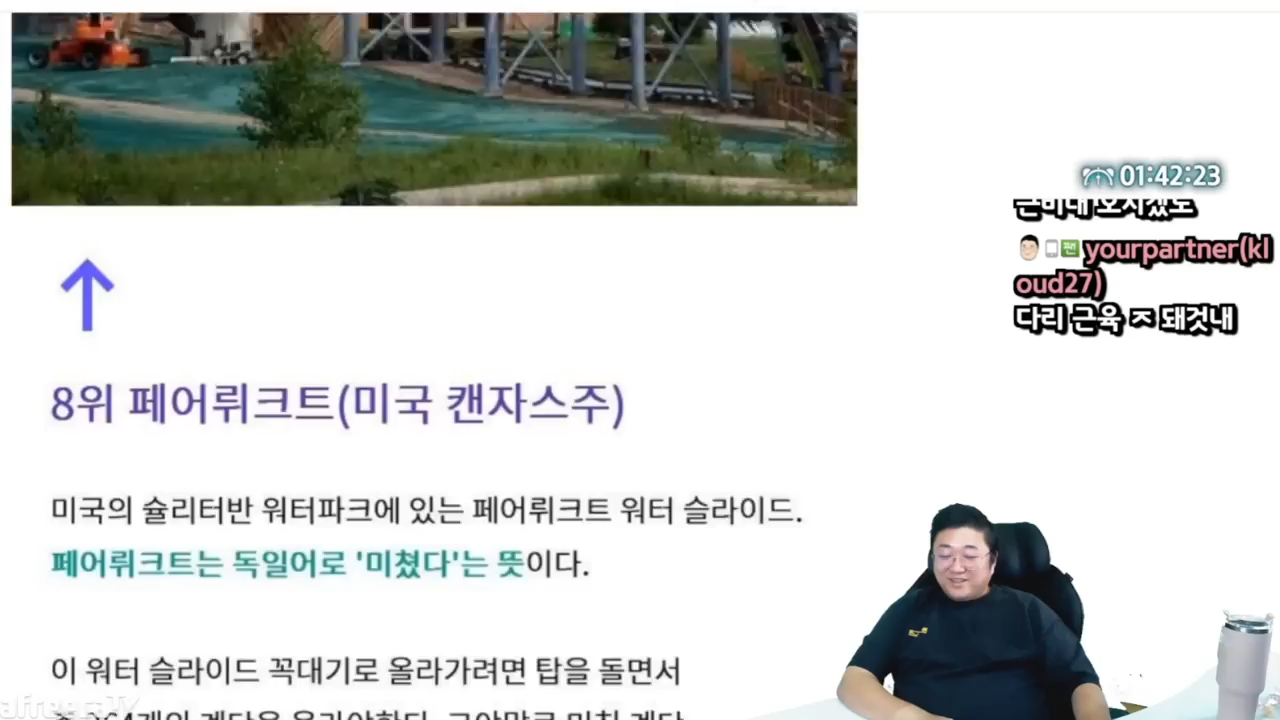 01:42:23
yourpartner(kl
oud27)
다리 근육 ㅈ 돼것내
↑
8위 페어뤼크트(미국 캔자스주)
미국의 슐리터반 워터파크에 있는 페어뤼크트 워터 슬라이드.
페어뤼크트는 독일어로 '미쳤다'는 뜻이다.
이 워터 슬라이드 꼭대기로 올라가려면 탑을 돌면서
afreecaTV